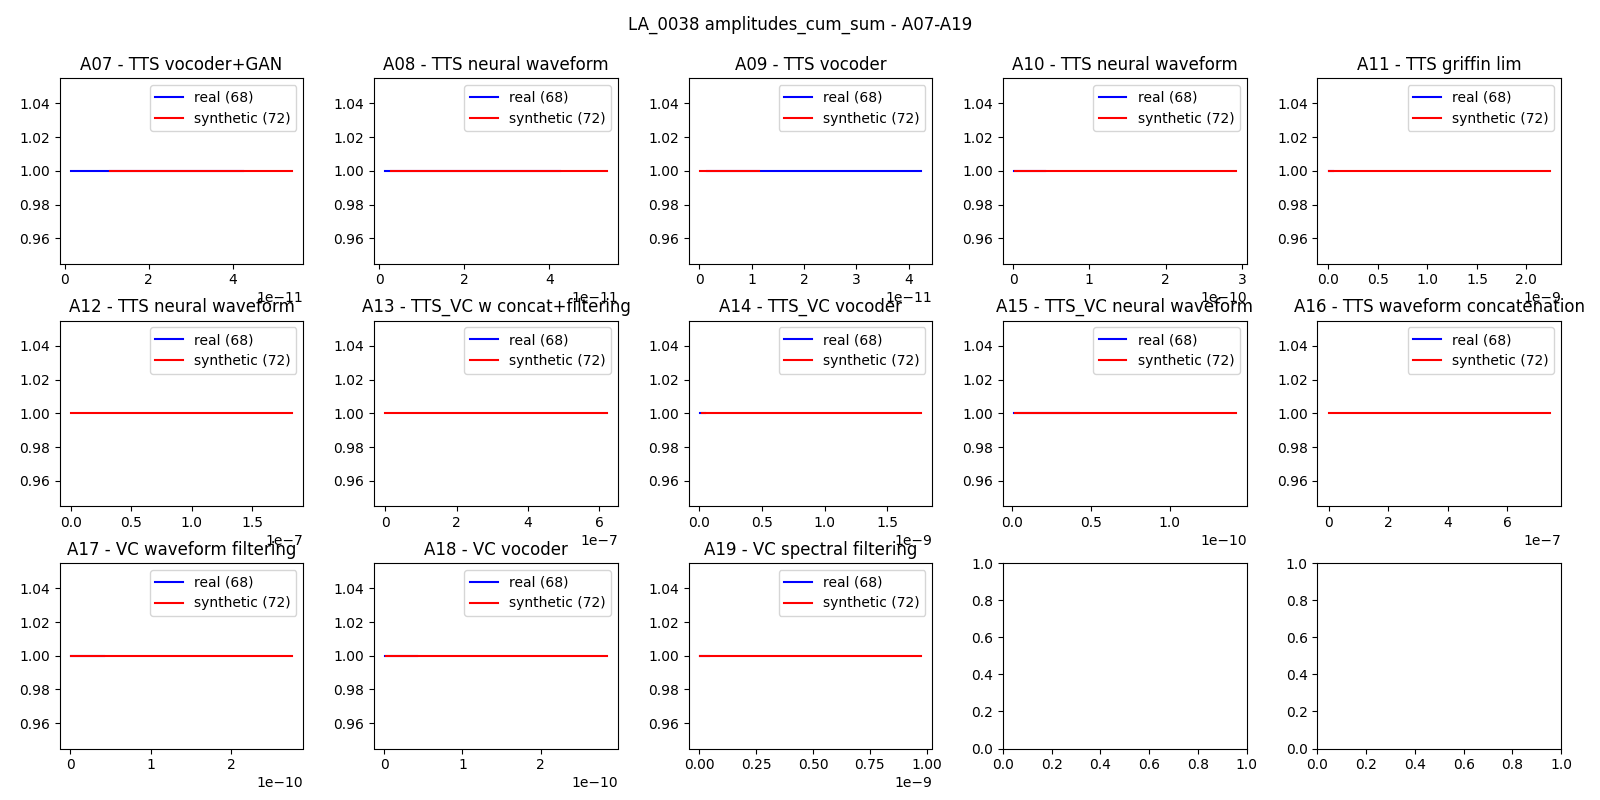 LA_0038 amplitudes_cum_sum - A07-A19
A07 - TTS vocoder+GAN
A08 - TTS neural waveform
A09 - TTS vocoder
A10 - TTS neural waveform
A11 - TTS griffin lim
1.04
1.02
1.00
0.98
0.96
real (68)
synthetic (72)
0 2 4
1e−11
1.04
1.02
1.00
0.98
0.96
real (68)
synthetic (72)
0 2 4
1e−11
1.04
1.02
1.00
0.98
0.96
real (68)
synthetic (72)
0 1 2 3 4
1e−11
1.04
1.02
1.00
0.98
0.96
real (68)
synthetic (72)
0 1 2 3
1e−10
1.04
1.02
1.00
0.98
0.96
real (68)
synthetic (72)
0.0 0.5 1.0 1.5 2.0
1e−9
A12 - TTS neural waveform
A13 - TTS_VC w concat+filtering
A14 - TTS_VC vocoder
A15 - TTS_VC neural waveform
A16 - TTS waveform concatenation
1.04
1.02
1.00
0.98
0.96
real (68)
synthetic (72)
0.0 0.5 1.0 1.5
1e−7
1.04
1.02
1.00
0.98
0.96
real (68)
synthetic (72)
0 2 4 6
1e−7
1.04
1.02
1.00
0.98
0.96
real (68)
synthetic (72)
0.0 0.5 1.0 1.5
1e−9
1.04
1.02
1.00
0.98
0.96
real (68)
synthetic (72)
0.0 0.5 1.0
1e−10
1.04
1.02
1.00
0.98
0.96
real (68)
synthetic (72)
0 2 4 6
1e−7
A17 - VC waveform filtering
A18 - VC vocoder
A19 - VC spectral filtering
1.04
1.02
1.00
0.98
0.96
real (68)
synthetic (72)
0 1 2
1e−10
1.04
1.02
1.00
0.98
0.96
real (68)
synthetic (72)
0 1 2
1e−10
1.04
1.02
1.00
0.98
0.96
real (68)
synthetic (72)
0.00 0.25 0.50 0.75 1.00
1e−9
1.0
0.8
0.6
0.4
0.2
0.0
0.0 0.2 0.4 0.6 0.8 1.0
1.0
0.8
0.6
0.4
0.2
0.0
0.0 0.2 0.4 0.6 0.8 1.0